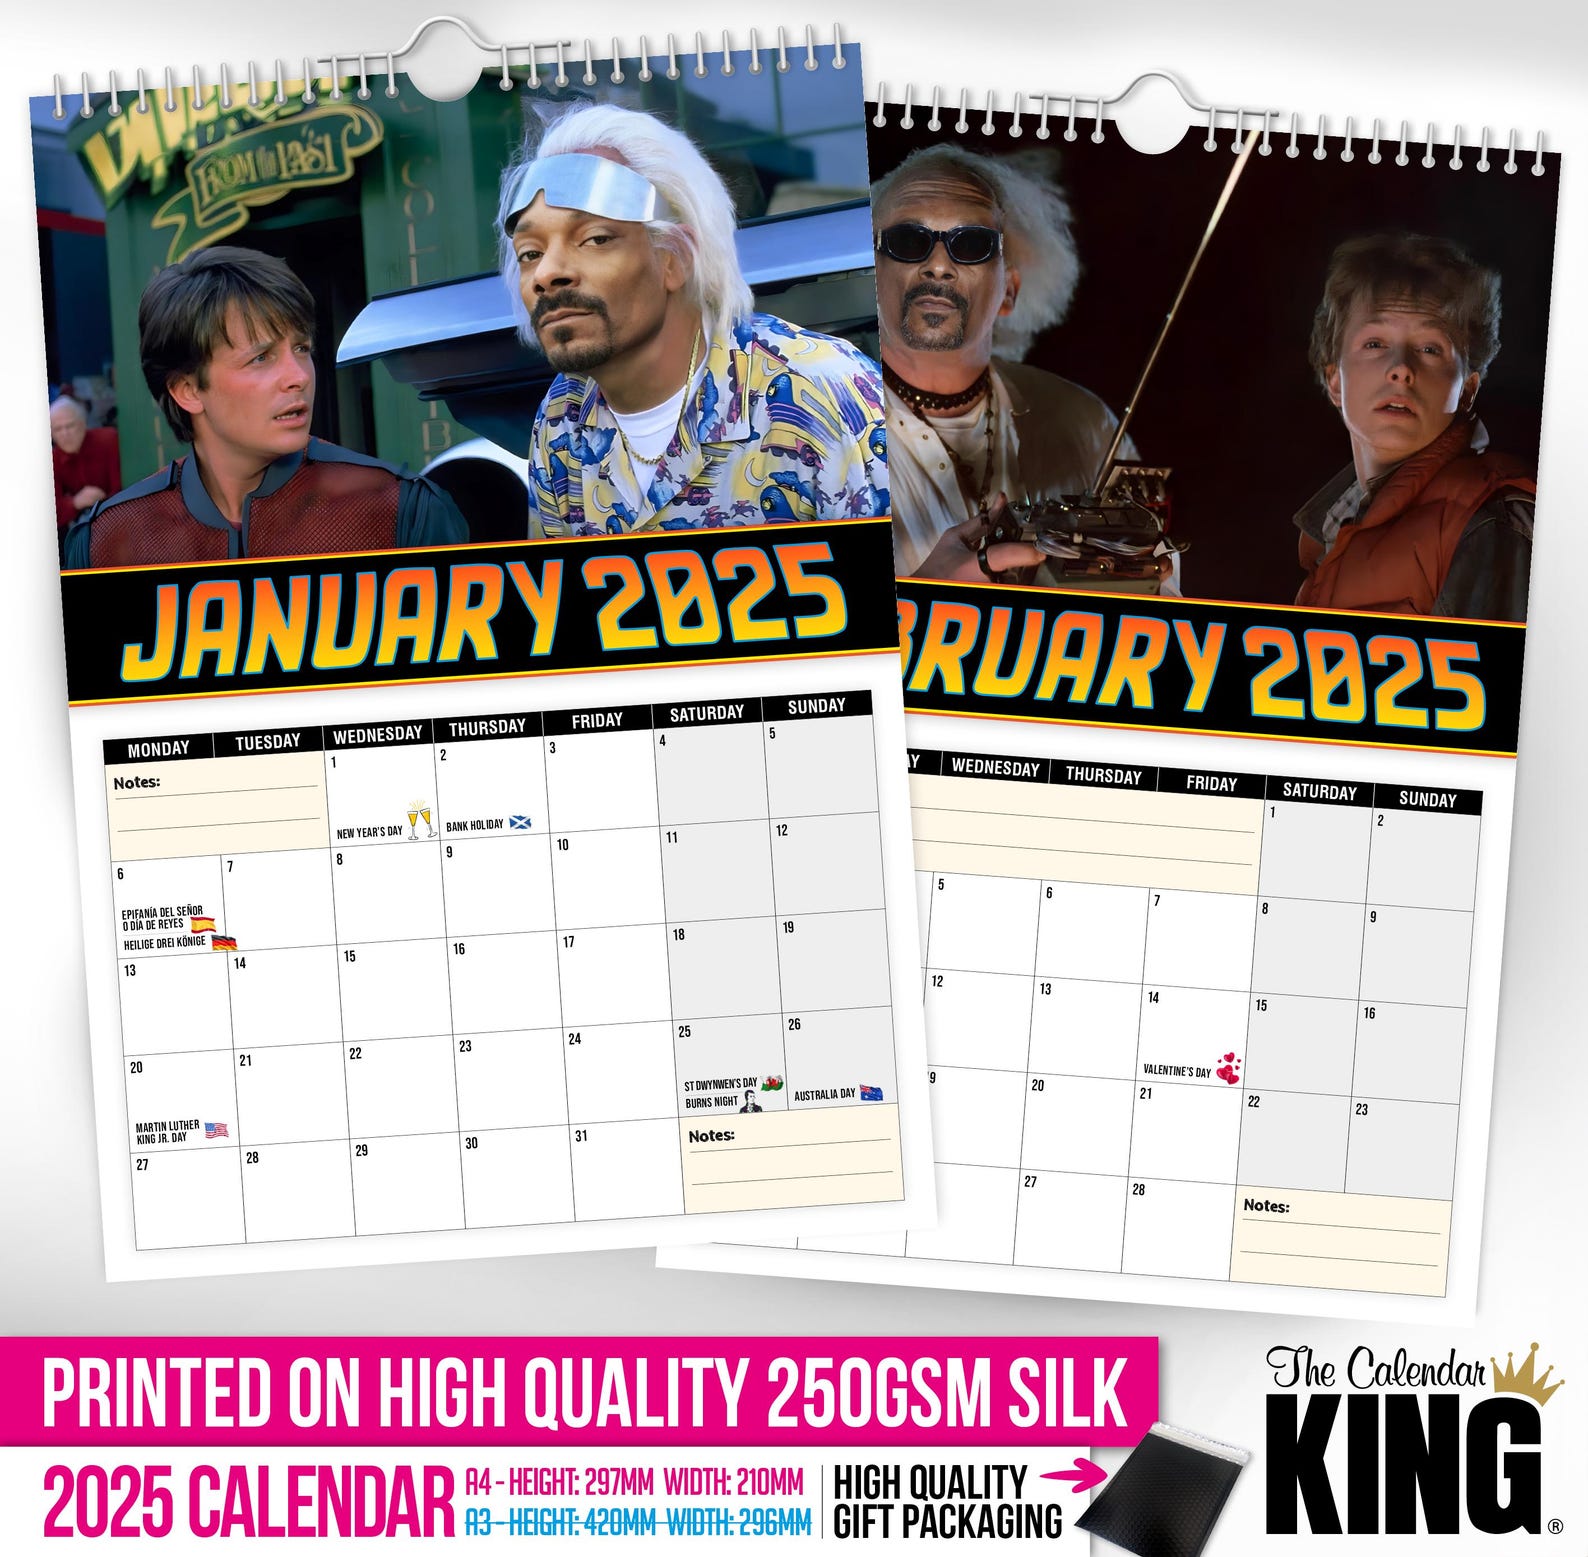 FROM the EAST
JANUARY 2025
MONDAY TUESDAY WEDNESDAY THURSDAY FRIDAY SATURDAY SUNDAY
Notes:
1 2 3 4 5
NEW YEAR'S DAY
BANK HOLIDAY
6 7 8 9 10 11 12
EPIFANÍA DEL SEÑOR
O DÍA DE REYES
HEILIGE DREI KÖNIGE
13 14 15 16 17 18 19
20 21 22 23 24 25 26
MARTIN LUTHER
KING JR. DAY
ST DWYNWEN'S DAY
BURNS NIGHT
AUSTRALIA DAY
27 28 29 30 31
Notes:
BRUARY 2025
AY WEDNESDAY THURSDAY FRIDAY SATURDAY SUNDAY
1 2
5 6 7 8 9
12 13 14 15 16
VALENTINE'S DAY
9 20 21 22 23
27 28
Notes:
PRINTED ON HIGH QUALITY 250GSM SILK
2025 CALENDAR
A4 - HEIGHT: 297MM WIDTH: 210MM
A3 - HEIGHT: 420MM WIDTH: 296MM
HIGH QUALITY
GIFT PACKAGING
The Calendar
KING®